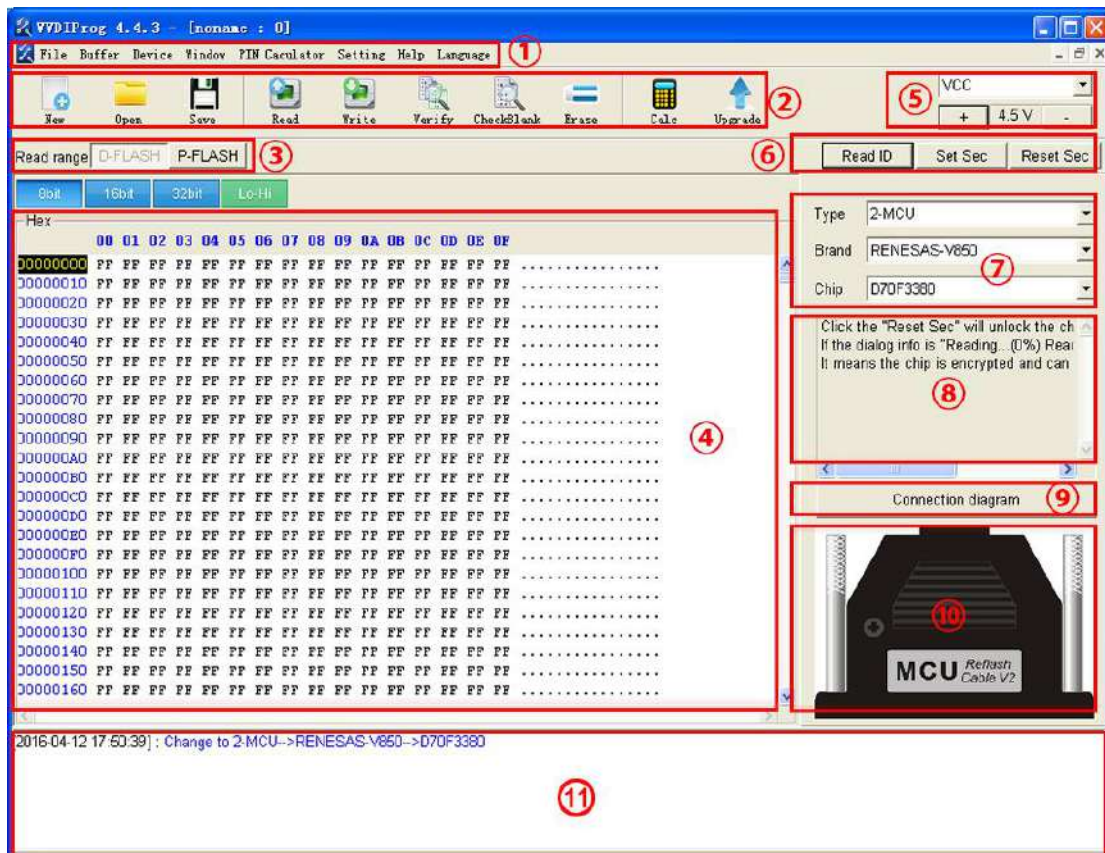 VVDIProg 4.4.3 - [noname : 0]
File Buffer Device Window PIN Caculator Setting Help Language ①
New Open Save Read Write Verify CheckBlank Erase Calc Upgrade ②
VCC
⑤ + 4.5 V -
Read range D-FLASH P-FLASH ③
⑥ Read ID Set Sec Reset Sec
8bit 16bit 32bit Lo-Hi
Hex
00 01 02 03 04 05 06 07 08 09 0A 0B 0C 0D 0E 0F
00000000 FF FF FF FF FF FF FF FF FF FF FF FF FF FF FF FF ................
00000010 FF FF FF FF FF FF FF FF FF FF FF FF FF FF FF FF ................
00000020 FF FF FF FF FF FF FF FF FF FF FF FF FF FF FF FF ................
00000030 FF FF FF FF FF FF FF FF FF FF FF FF FF FF FF FF ................
00000040 FF FF FF FF FF FF FF FF FF FF FF FF FF FF FF FF ................
00000050 FF FF FF FF FF FF FF FF FF FF FF FF FF FF FF FF ................
00000060 FF FF FF FF FF FF FF FF FF FF FF FF FF FF FF FF ................
00000070 FF FF FF FF FF FF FF FF FF FF FF FF FF FF FF FF ................
00000080 FF FF FF FF FF FF FF FF FF FF FF FF FF FF FF FF ................
00000090 FF FF FF FF FF FF FF FF FF FF FF FF FF FF FF FF ................
000000A0 FF FF FF FF FF FF FF FF FF FF FF FF FF FF FF FF ................
000000B0 FF FF FF FF FF FF FF FF FF FF FF FF FF FF FF FF ................
000000C0 FF FF FF FF FF FF FF FF FF FF FF FF FF FF FF FF ................
000000D0 FF FF FF FF FF FF FF FF FF FF FF FF FF FF FF FF ................
000000E0 FF FF FF FF FF FF FF FF FF FF FF FF FF FF FF FF ................
000000F0 FF FF FF FF FF FF FF FF FF FF FF FF FF FF FF FF ................
00000100 FF FF FF FF FF FF FF FF FF FF FF FF FF FF FF FF ................
00000110 FF FF FF FF FF FF FF FF FF FF FF FF FF FF FF FF ................
00000120 FF FF FF FF FF FF FF FF FF FF FF FF FF FF FF FF ................
00000130 FF FF FF FF FF FF FF FF FF FF FF FF FF FF FF FF ................
00000140 FF FF FF FF FF FF FF FF FF FF FF FF FF FF FF FF ................
00000150 FF FF FF FF FF FF FF FF FF FF FF FF FF FF FF FF ................
00000160 FF FF FF FF FF FF FF FF FF FF FF FF FF FF FF FF ................
④
Type 2-MCU
Brand RENESAS-V850
⑦
Chip D70F3380
Click the "Reset Sec" will unlock the ch
If the dialog info is "Reading...(0%) Rea
It means the chip is encrypted and can
⑧
Connection diagram ⑨
⑩
MCU Reflash
Cable V2
[2016-04-12 17:50:39] : Change to 2-MCU-->RENESAS-V850-->D70F3380
⑪